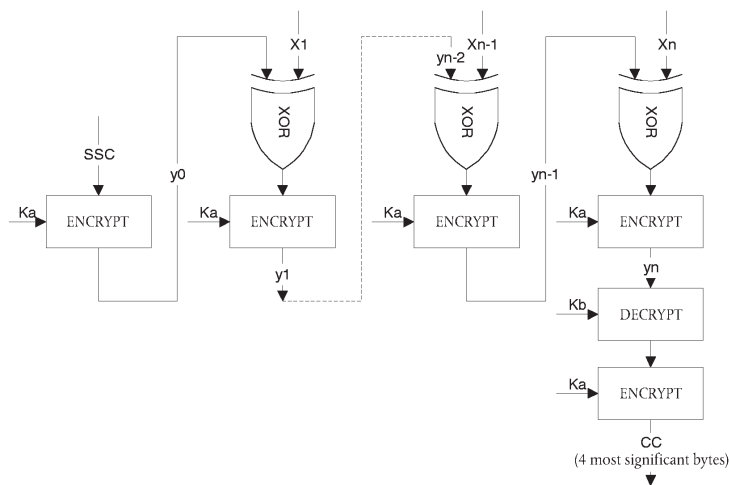 X1
Xn-1
Xn
yn-2
XOR
XOR
XOR
SSC
y0
yn-1
Ka
ENCRYPT
Ka
ENCRYPT
Ka
ENCRYPT
Ka
ENCRYPT
y1
yn
Kb
DECRYPT
Ka
ENCRYPT
CC
(4 most significant bytes)